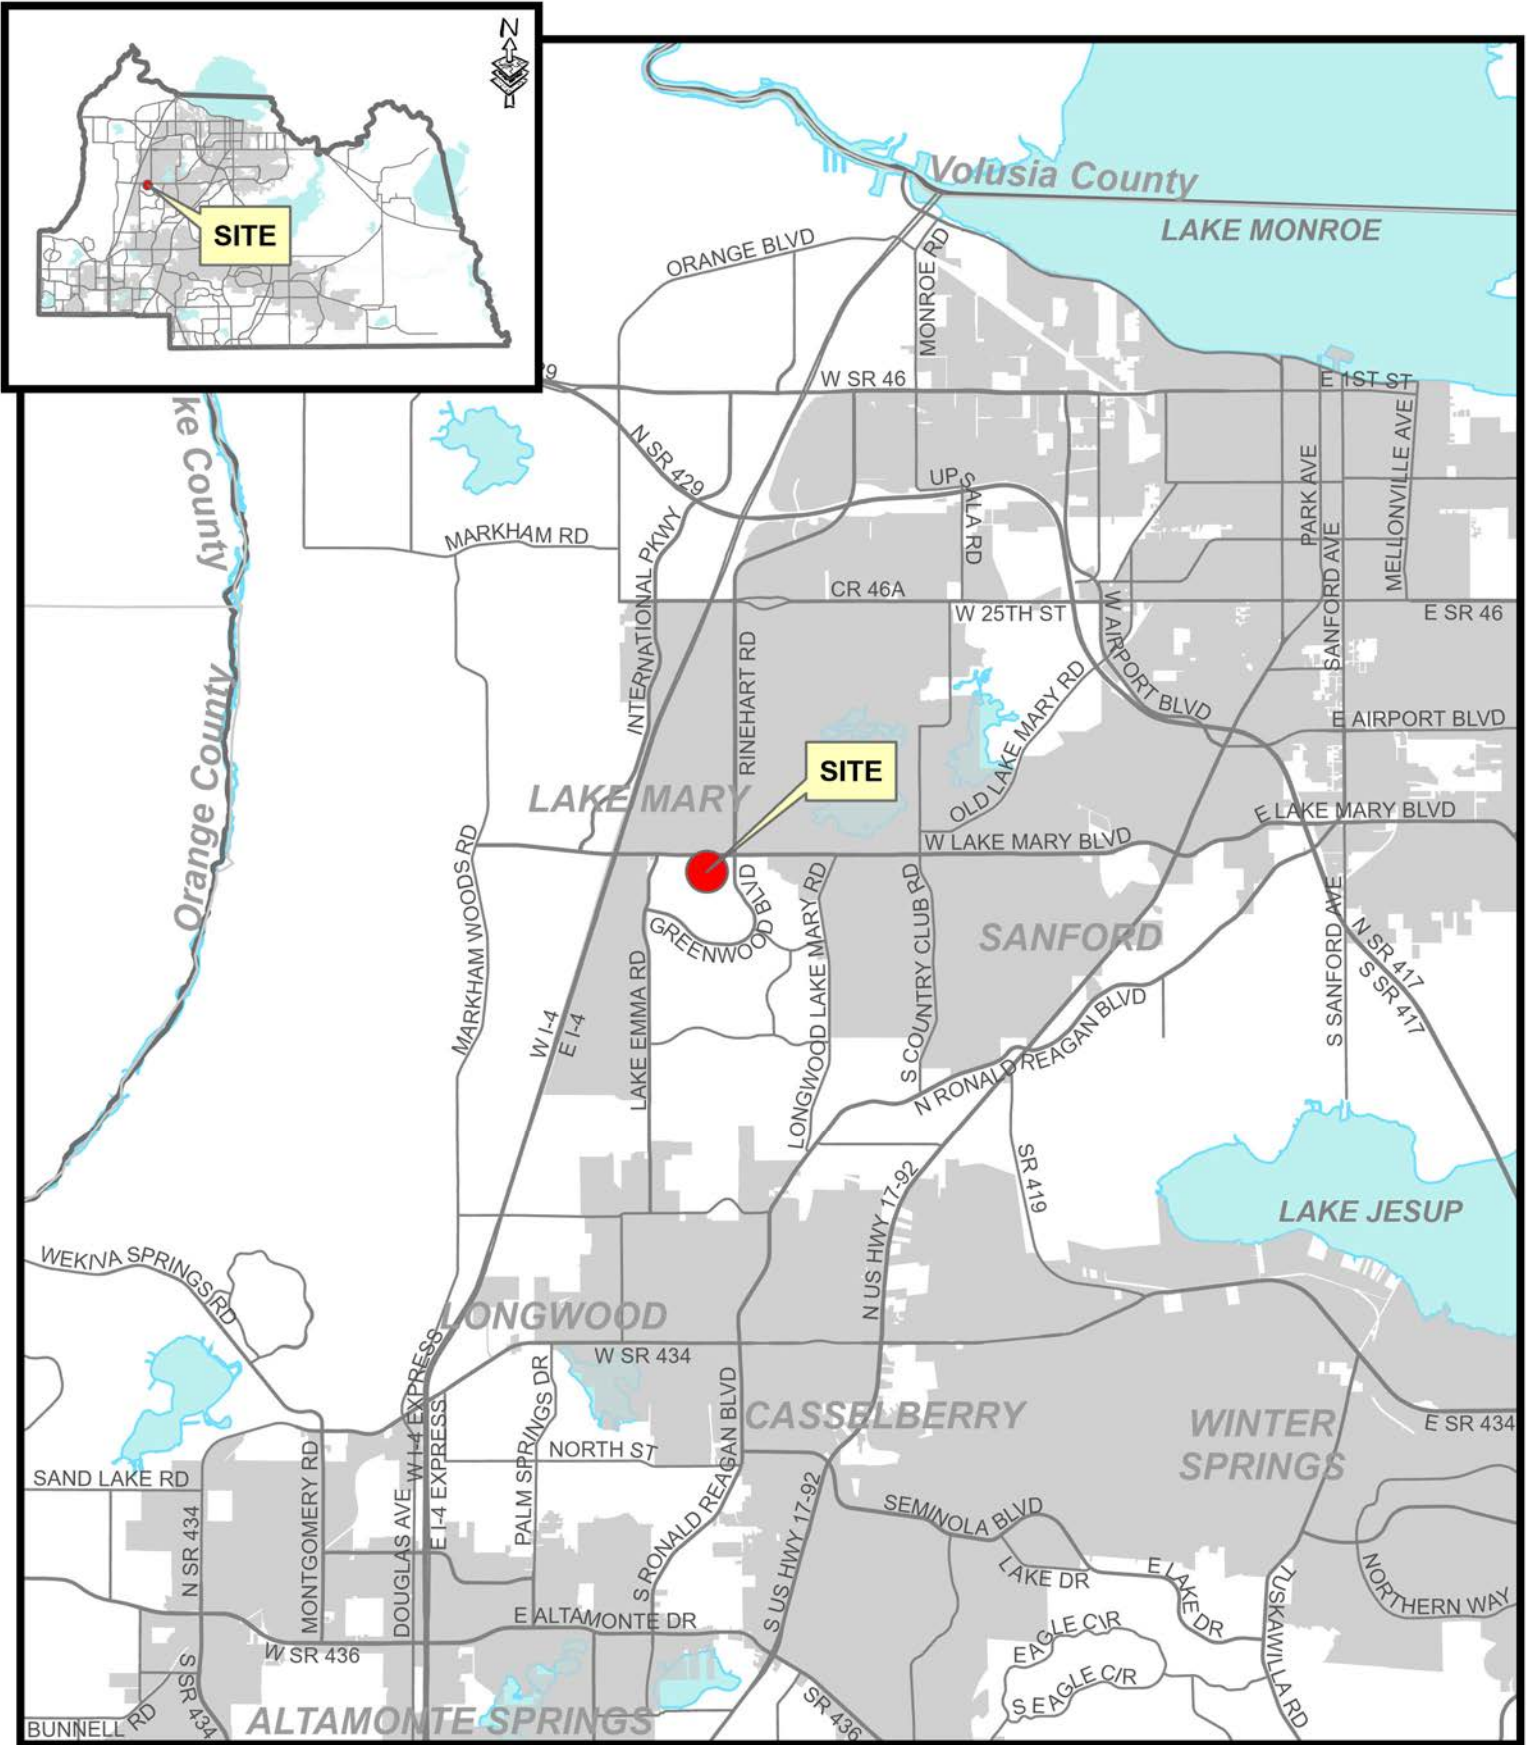 N
SITE
Volusia County
LAKE MONROE
ORANGE BLVD
MONROE RD
W SR 46
E 1ST ST
N SR 429
UPSALA RD
PARK AVE
MELLONVILLE AVE
MARKHAM RD
INTERNATIONAL PKWY
CR 46A
W 25TH ST
E SR 46
SANFORD AVE
W AIRPORT BLVD
E AIRPORT BLVD
RINEHART RD
OLD LAKE MARY RD
Orange County
LAKE MARY
SITE
E LAKE MARY BLVD
W LAKE MARY BLVD
MARKHAM WOODS RD
GREENWOOD BLVD
LONGWOOD LAKE MARY RD
S COUNTRY CLUB RD
SANFORD
S SANFORD AVE
N SR 417
S SR 417
LAKE EMMA RD
W I-4
E I-4
N RONALD REAGAN BLVD
SR 419
N US HWY 17-92
LAKE JESUP
WEKIVA SPRINGS RD
LONGWOOD
W SR 434
W I-4 EXPRESS
E I-4 EXPRESS
PALM SPRINGS DR
S RONALD REAGAN BLVD
CASSELBERRY
WINTER
SPRINGS
E SR 434
NORTH ST
SAND LAKE RD
N SR 434
MONTGOMERY RD
DOUGLAS AVE
S US HWY 17-92
SEMINOLA BLVD
LAKE DR
E LAKE DR
TUSKAWILLA RD
NORTHERN WAY
E ALTAMONTE DR
W SR 436
E EAGLE CIR
S EAGLE CIR
S SR 434
BUNNELL RD
ALTAMONTE SPRINGS
SR 436